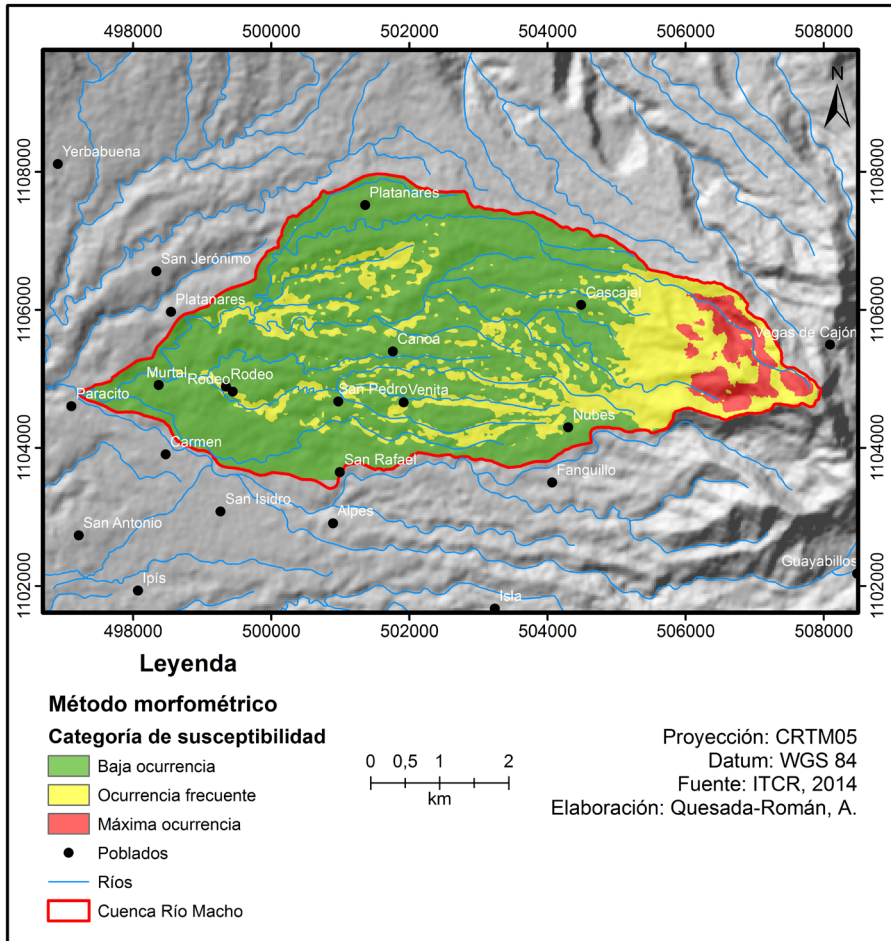 498000 500000 502000 504000 506000 508000
N
1108000 1108000
Yerbabuena
Platanares
San Jerónimo
1106000 1106000
Platanares
Cascajal
Vegas de Cajón
Canoa
Murtal
Rodeo Rodeo
San Pedro Venita
Paracito
Nubes
1104000 1104000
Carmen
San Rafael
Fanguillo
San Isidro
Alpes
San Antonio
Guayabillos
Ipís
1102000 1102000
Isla
498000 500000 502000 504000 506000 508000
Leyenda
Método morfométrico
Categoría de susceptibilidad
Baja ocurrencia
Ocurrencia frecuente
Máxima ocurrencia
Poblados
Ríos
Cuenca Río Macho
0 0,5 1 2
km
Proyección: CRTM05
Datum: WGS 84
Fuente: ITCR, 2014
Elaboración: Quesada-Román, A.